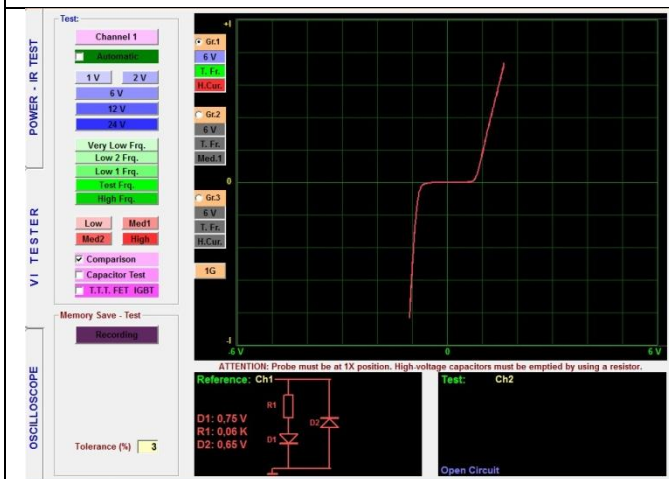 Test:
Channel 1
Automatic
1 V 2 V
6 V
12 V
24 V
Very Low Frq.
Low 2 Frq.
Low 1 Frq.
Test Frq.
High Frq.
Low Med1
Med2 High
Comparison
Capacitor Test
T.T.T. FET IGBT
Memory Save - Test
Recording
Tolerance (%) 3
POWER - IR TEST
VI TESTER
OSCILLOSCOPE
Gr.1
6 V
T. Fr.
H.Cur.
Gr.2
6 V
T. Fr.
Med.1
Gr.3
6 V
T. Fr.
H.Cur.
1G
+I
0
-I
-6 V 0 6 V
ATTENTION: Probe must be at 1X position. High-voltage capacitors must be emptied by using a resistor.
Reference: Ch1
R1
D1
D2
D1: 0,75 V
R1: 0,06 K
D2: 0,65 V
Test: Ch2
Open Circuit